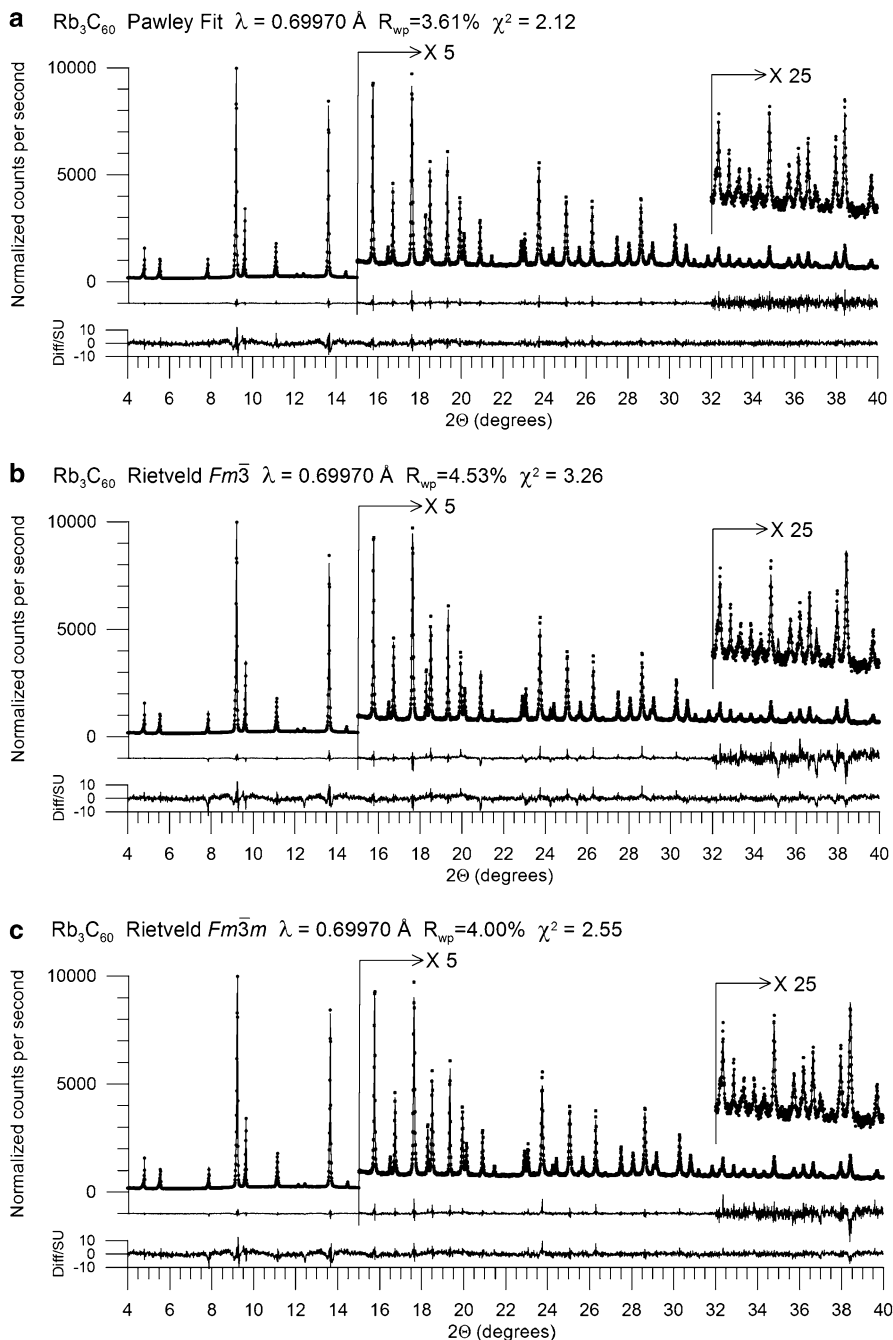 a Rb₃C₆₀ Pawley Fit λ = 0.69970 Å Rwp=3.61% χ² = 2.12
X 5
X 25
10000
5000
0
Normalized counts per second
10
0
-10
Diff/SU
4 6 8 10 12 14 16 18 20 22 24 26 28 30 32 34 36 38 40
2Θ (degrees)
b Rb₃C₆₀ Rietveld Fm3̅ λ = 0.69970 Å Rwp=4.53% χ² = 3.26
X 5
X 25
10000
5000
0
Normalized counts per second
10
0
-10
Diff/SU
4 6 8 10 12 14 16 18 20 22 24 26 28 30 32 34 36 38 40
2Θ (degrees)
c Rb₃C₆₀ Rietveld Fm3̅m λ = 0.69970 Å Rwp=4.00% χ² = 2.55
X 5
X 25
10000
5000
0
Normalized counts per second
10
0
-10
Diff/SU
4 6 8 10 12 14 16 18 20 22 24 26 28 30 32 34 36 38 40
2Θ (degrees)